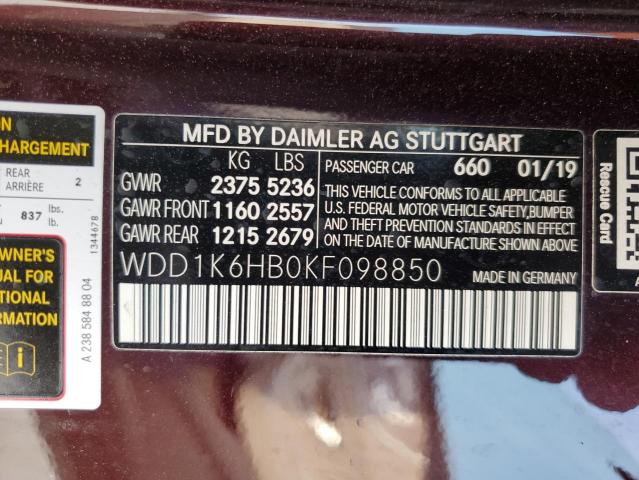 ON
HARGEMENT
REAR
ARRIÈRE 2
u 837 lbs.
lb.
1344678
WNER'S
UAL FOR
TIONAL
RMATION
A 238 584 88 04
MFD BY DAIMLER AG STUTTGART
KG LBS PASSENGER CAR 660 01/19
GVWR 2375 5236
GAWR FRONT 1160 2557
GAWR REAR 1215 2679
THIS VEHICLE CONFORMS TO ALL APPLICABLE
U.S. FEDERAL MOTOR VEHICLE SAFETY,BUMPER
AND THEFT PREVENTION STANDARDS IN EFFECT
ON THE DATE OF MANUFACTURE SHOWN ABOVE
WDD1K6HB0KF098850 MADE IN GERMANY
Rescue Card
A